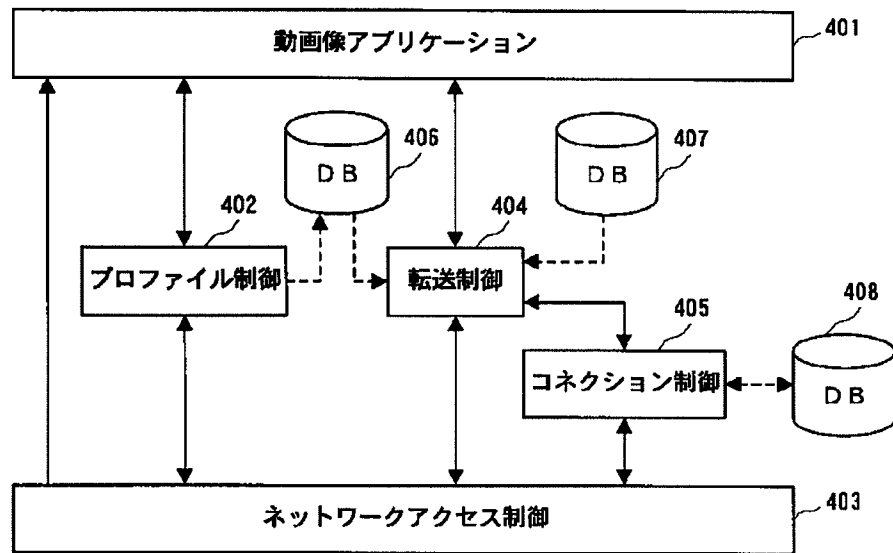 動画像アプリケーション
401
DB
406
DB
407
402
プロファイル制御
404
転送制御
405
コネクション制御
408
DB
ネットワークアクセス制御
403